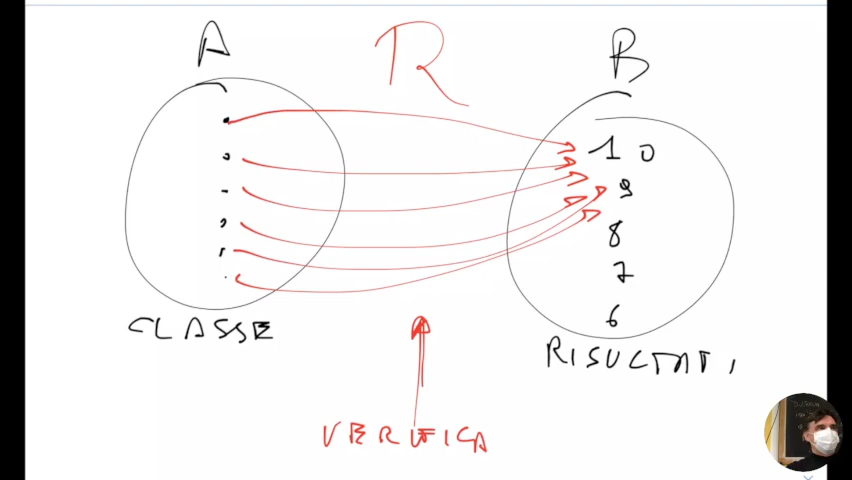 A R B
10
9
8
7
6
CLASSE
RISULTATI
VERIFICA